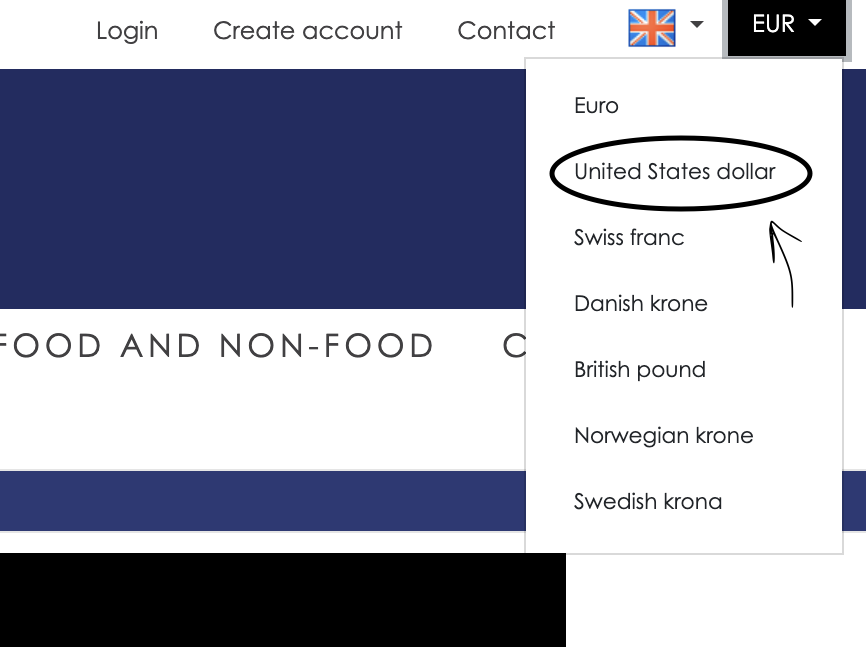 Login Create account Contact EUR
Euro
United States dollar
Swiss franc
Danish krone
FOOD AND NON-FOOD C
British pound
Norwegian krone
Swedish krona